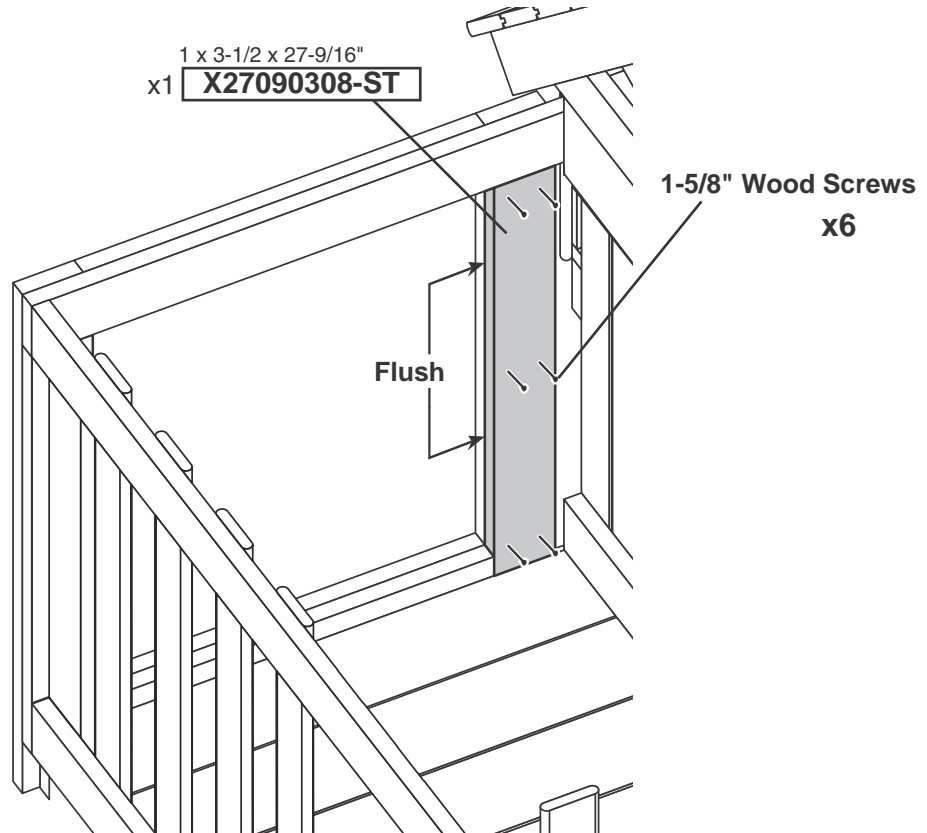 1 x 3-1/2 x 27-9/16"
x1 X27090308-ST
1-5/8" Wood Screws
x6
Flush